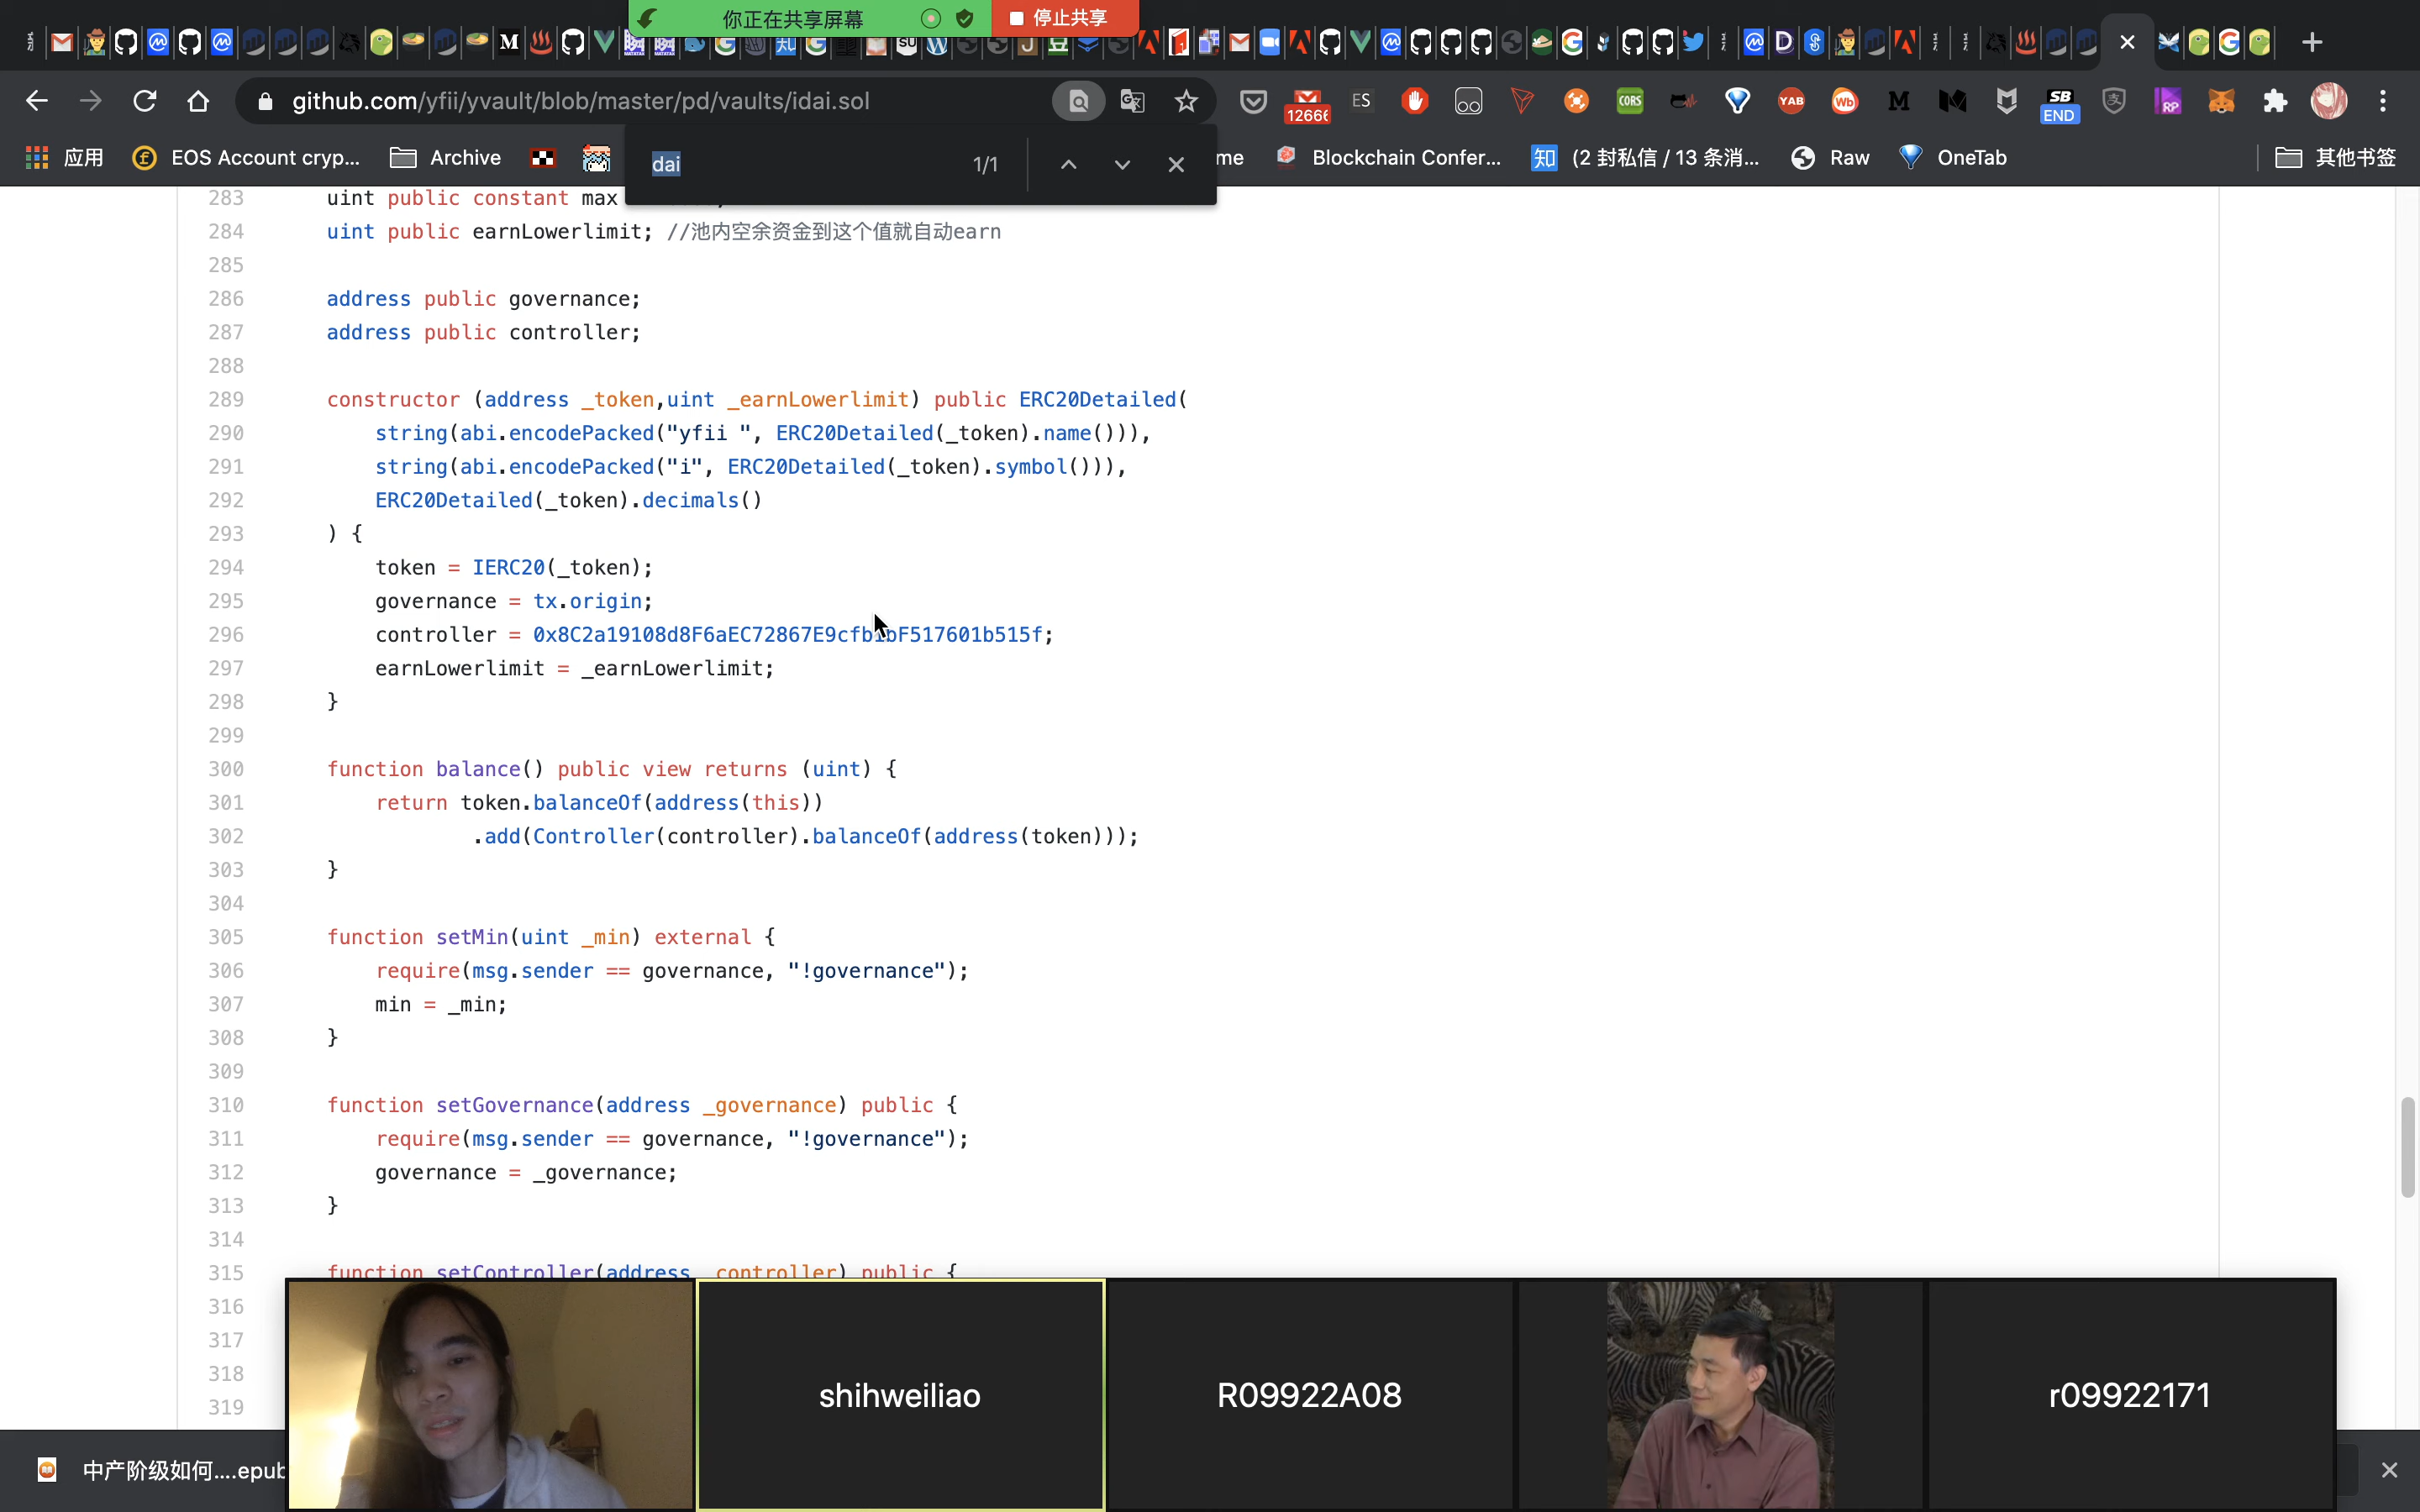 你正在共享屏幕
停止共享
github.com/yfii/yvault/blob/master/pd/vaults/idai.sol
12666
ES
CORS
YAB
Wb
SB
END
RP
应用
EOS Account cryp...
Archive
dai
1/1
me
Blockchain Confer...
知
(2 封私信 / 13 条消...
Raw
OneTab
其他书签
283 uint public constant max
284 uint public earnLowerlimit; //池内空余资金到这个值就自动earn
285
286 address public governance;
287 address public controller;
288
289 constructor (address _token,uint _earnLowerlimit) public ERC20Detailed(
290 string(abi.encodePacked("yfii ", ERC20Detailed(_token).name())),
291 string(abi.encodePacked("i", ERC20Detailed(_token).symbol())),
292 ERC20Detailed(_token).decimals()
293 ) {
294 token = IERC20(_token);
295 governance = tx.origin;
296 controller = 0x8C2a19108d8F6aEC72867E9cfb1bF517601b515f;
297 earnLowerlimit = _earnLowerlimit;
298 }
299
300 function balance() public view returns (uint) {
301 return token.balanceOf(address(this))
302 .add(Controller(controller).balanceOf(address(token)));
303 }
304
305 function setMin(uint _min) external {
306 require(msg.sender == governance, "!governance");
307 min = _min;
308 }
309
310 function setGovernance(address _governance) public {
311 require(msg.sender == governance, "!governance");
312 governance = _governance;
313 }
314
315 function setController(address _controller) public {
316
317
318
319
shihweiliao
R09922A08
r09922171
中产阶级如何....epub